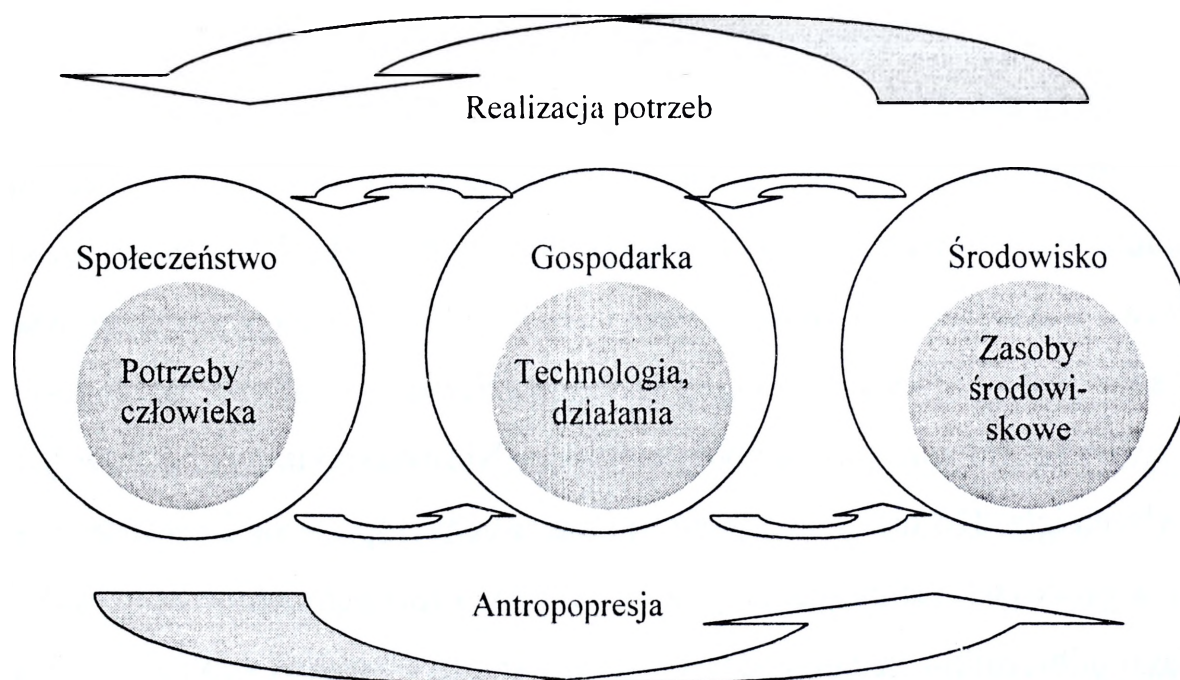 Realizacja potrzeb
Społeczeństwo
Potrzeby
człowieka
Gospodarka
Technologia,
działania
Środowisko
Zasoby
środowi-
skowe
Antropopresja